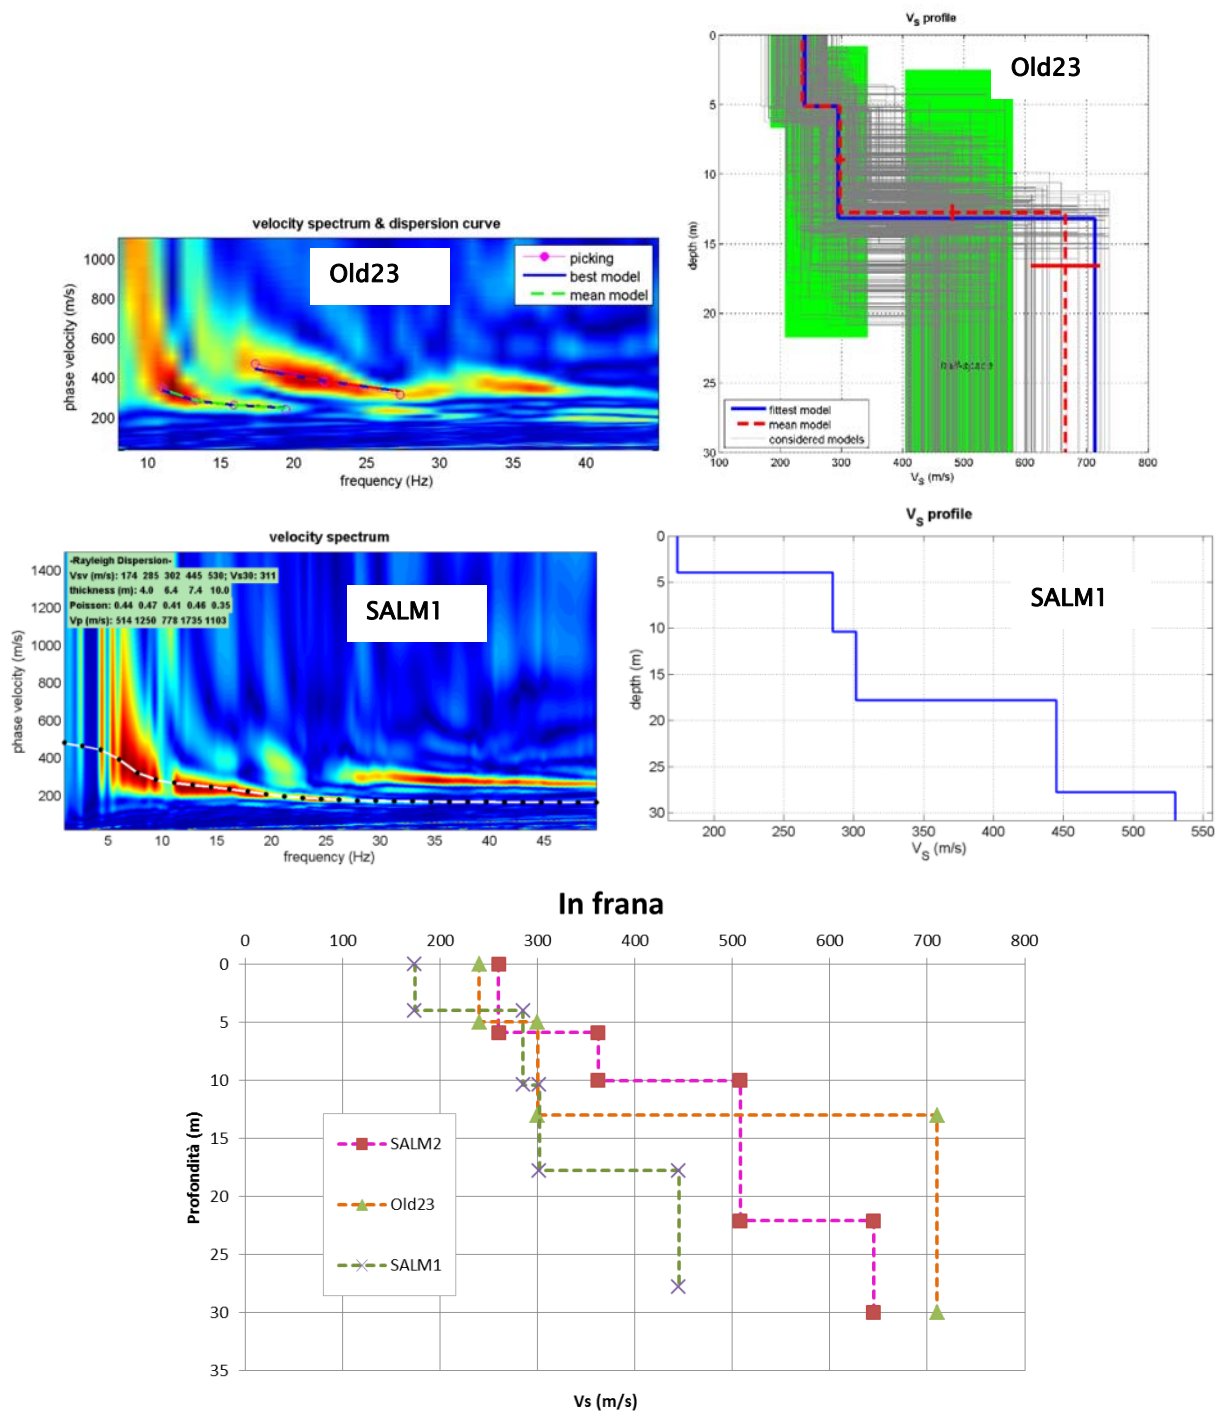 V_S profile
Old23
0
5
10
15
20
25
30
depth (m)
half-space
fittest model
mean model
considered models
100 200 300 400 500 600 700 800
V_S (m/s)
velocity spectrum & dispersion curve
Old23
picking
best model
mean model
1000
800
600
400
200
phase velocity (m/s)
10 15 20 25 30 35 40
frequency (Hz)
velocity spectrum
-Rayleigh Dispersion-
Vsv (m/s): 174 285 302 445 530; Vs30: 311
thickness (m): 4.0 6.4 7.4 10.0
Poisson: 0.44 0.47 0.41 0.46 0.35
Vp (m/s): 514 1250 778 1735 1103
SALM1
1400
1200
1000
800
600
400
200
phase velocity (m/s)
5 10 15 20 25 30 35 40 45
frequency (Hz)
V_S profile
SALM1
0
5
10
15
20
25
30
depth (m)
200 250 300 350 400 450 500 550
V_S (m/s)
In frana
0 100 200 300 400 500 600 700 800
0
5
10
15
20
25
30
35
Profondità (m)
SALM2
Old23
SALM1
Vs (m/s)